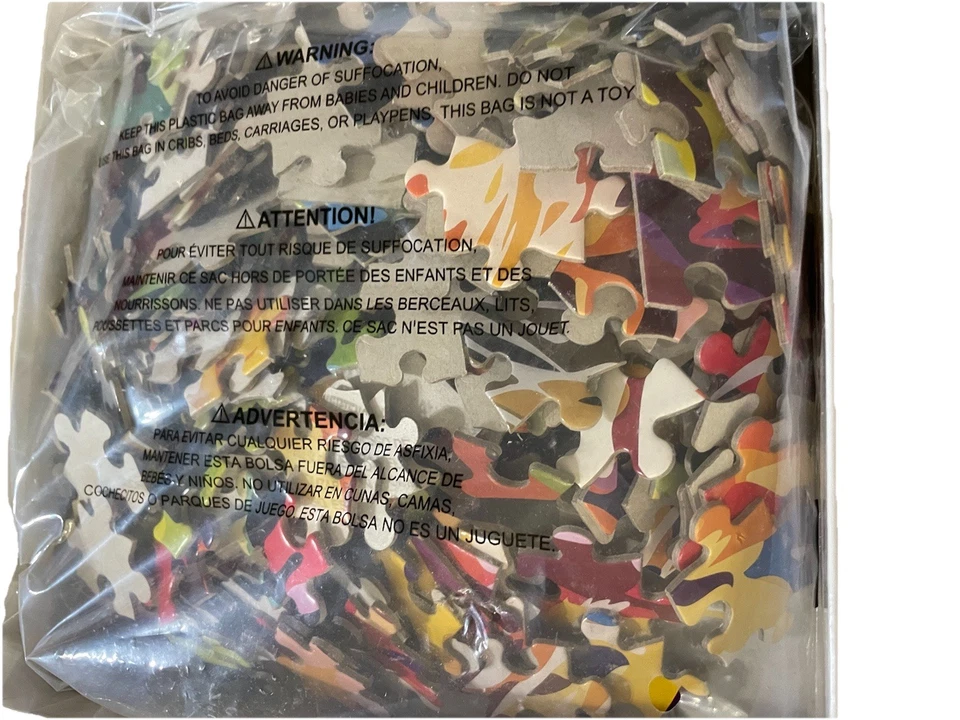 ⚠WARNING:
TO AVOID DANGER OF SUFFOCATION,
KEEP THIS PLASTIC BAG AWAY FROM BABIES AND CHILDREN. DO NOT
USE THIS BAG IN CRIBS, BEDS, CARRIAGES, OR PLAYPENS, THIS BAG IS NOT A TOY
⚠ATTENTION!
POUR ÉVITER TOUT RISQUE DE SUFFOCATION,
MAINTENIR CE SAC HORS DE PORTÉE DES ENFANTS ET DES
NOURRISSONS. NE PAS UTILISER DANS LES BERCEAUX, LITS,
POUSSETTES ET PARCS POUR ENFANTS. CE SAC N'EST PAS UN JOUET.
⚠ADVERTENCIA:
PARA EVITAR CUALQUIER RIESGO DE ASFIXIA,
MANTENER ESTA BOLSA FUERA DEL ALCANCE DE
BEBÉS Y NIÑOS. NO UTILIZAR EN CUNAS, CAMAS,
COCHECITOS O PARQUES DE JUEGO. ESTA BOLSA NO ES UN JUGUETE.